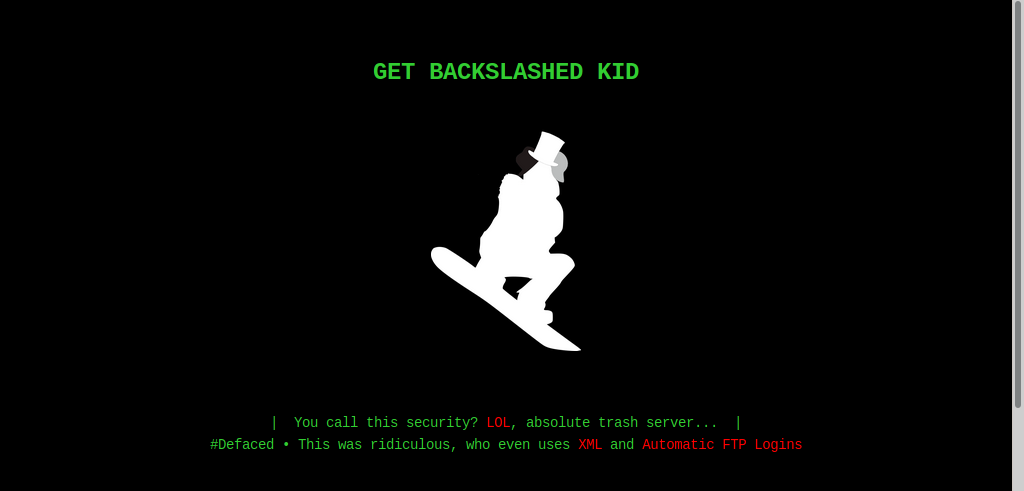 GET BACKSLASHED KID
| You call this security? LOL, absolute trash server... |
#Defaced • This was ridiculous, who even uses XML and Automatic FTP Logins